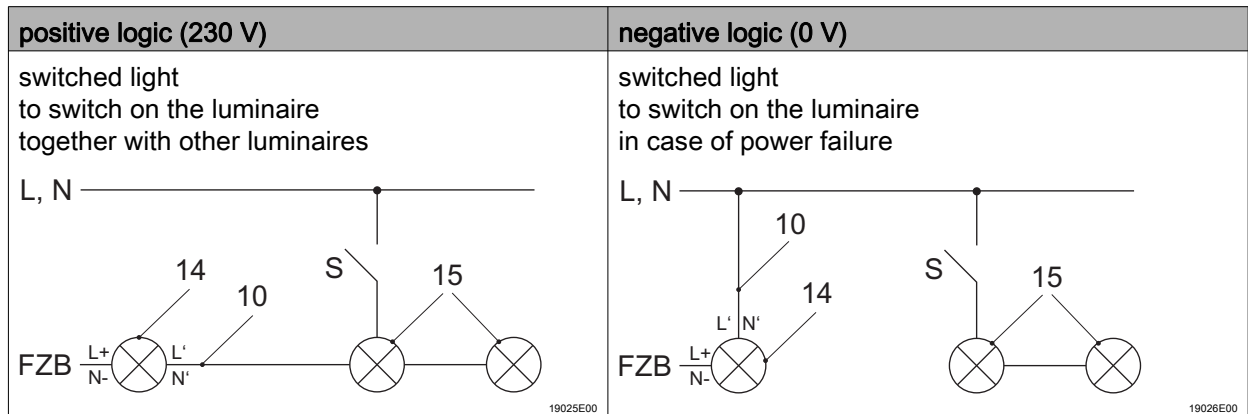 positive logic (230 V)
switched light
to switch on the luminaire
together with other luminaires
L, N
14
10
S
15
FZB
L+
N-
L‘
N‘
19025E00
negative logic (0 V)
switched light
to switch on the luminaire
in case of power failure
L, N
10
14
S
15
L‘ N‘
FZB
L+
N-
19026E00